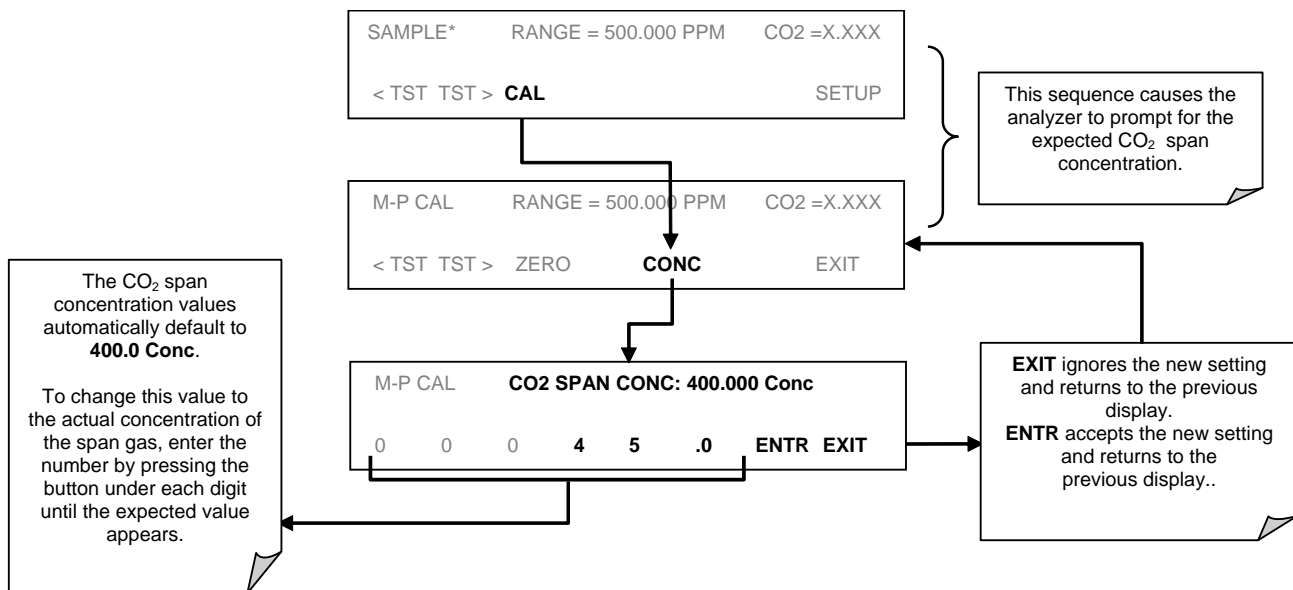 SAMPLE* RANGE = 500.000 PPM CO2 =X.XXX
< TST TST > CAL SETUP
This sequence causes the
analyzer to prompt for the
expected CO₂ span
concentration.
M-P CAL RANGE = 500.000 PPM CO2 =X.XXX
< TST TST > ZERO CONC EXIT
The CO₂ span
concentration values
automatically default to
400.0 Conc.
To change this value to
the actual concentration of
the span gas, enter the
number by pressing the
button under each digit
until the expected value
appears.
M-P CAL CO2 SPAN CONC: 400.000 Conc
0 0 0 4 5 .0 ENTR EXIT
EXIT ignores the new setting
and returns to the previous
display.
ENTR accepts the new setting
and returns to the
previous display..